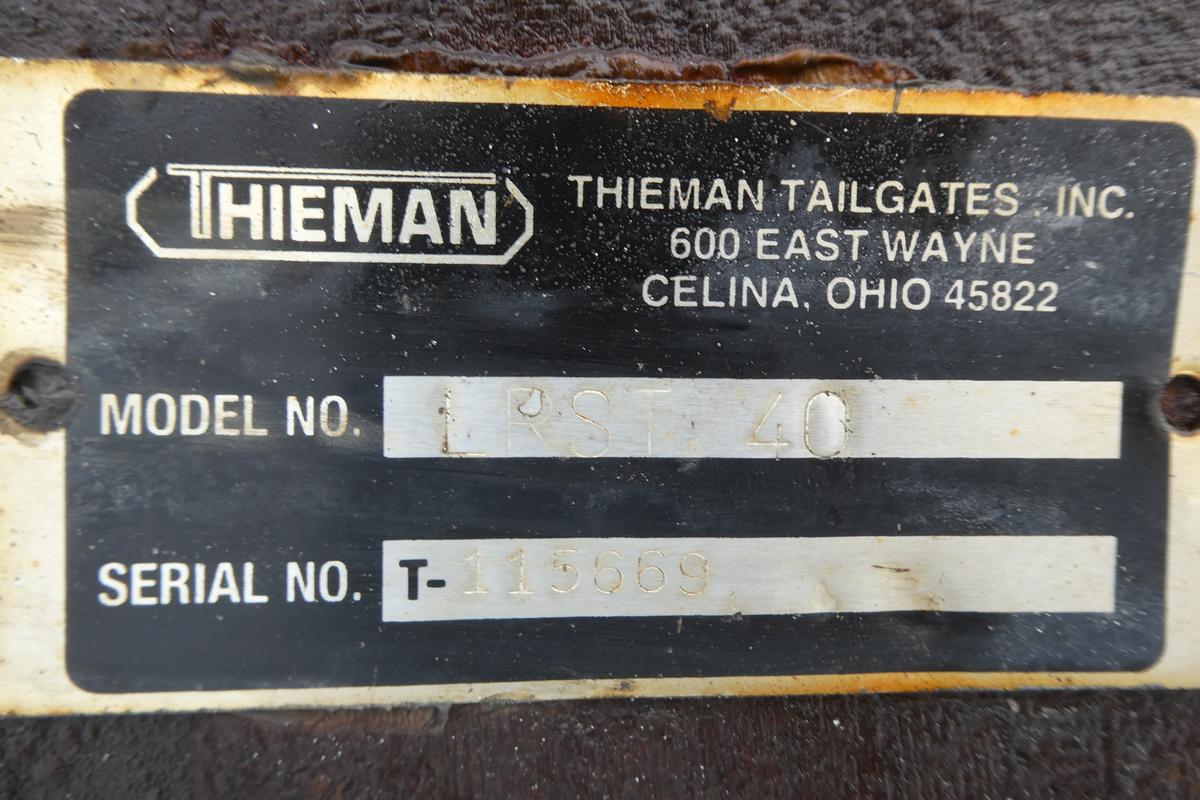 THIEMAN
THIEMAN TAILGATES, INC.
600 EAST WAYNE
CELINA, OHIO 45822
MODEL NO. LRST 40
SERIAL NO. T-115669